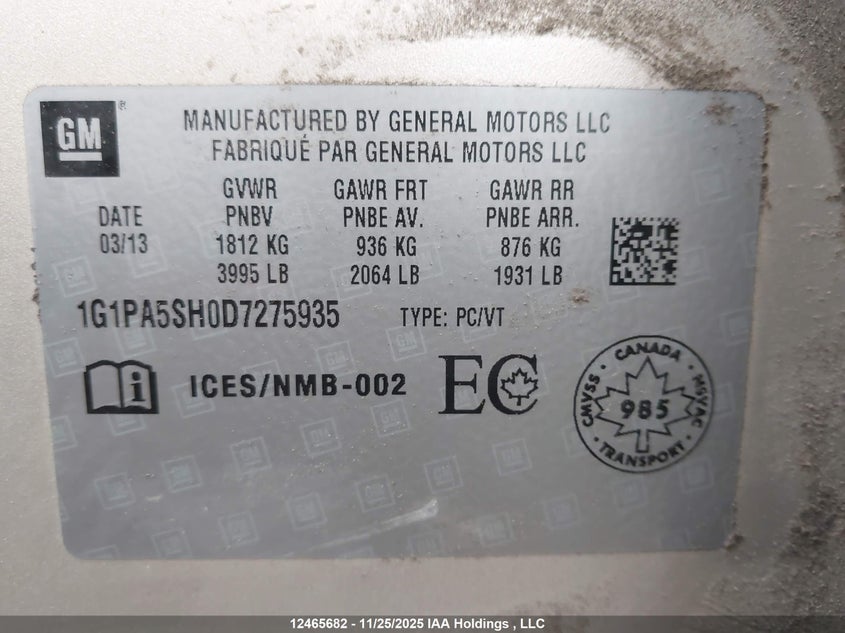 GM
MANUFACTURED BY GENERAL MOTORS LLC
FABRIQUÉ PAR GENERAL MOTORS LLC
GVWR GAWR FRT GAWR RR
DATE PNBV PNBE AV. PNBE ARR.
03/13 1812 KG 936 KG 876 KG
3995 LB 2064 LB 1931 LB
1G1PA5SH0D7275935 TYPE: PC/VT
i ICES/NMB-002 EC
CANADA
CMVSS 985 MSVAC
TRANSPORT
12465682 - 11/25/2025 IAA Holdings , LLC